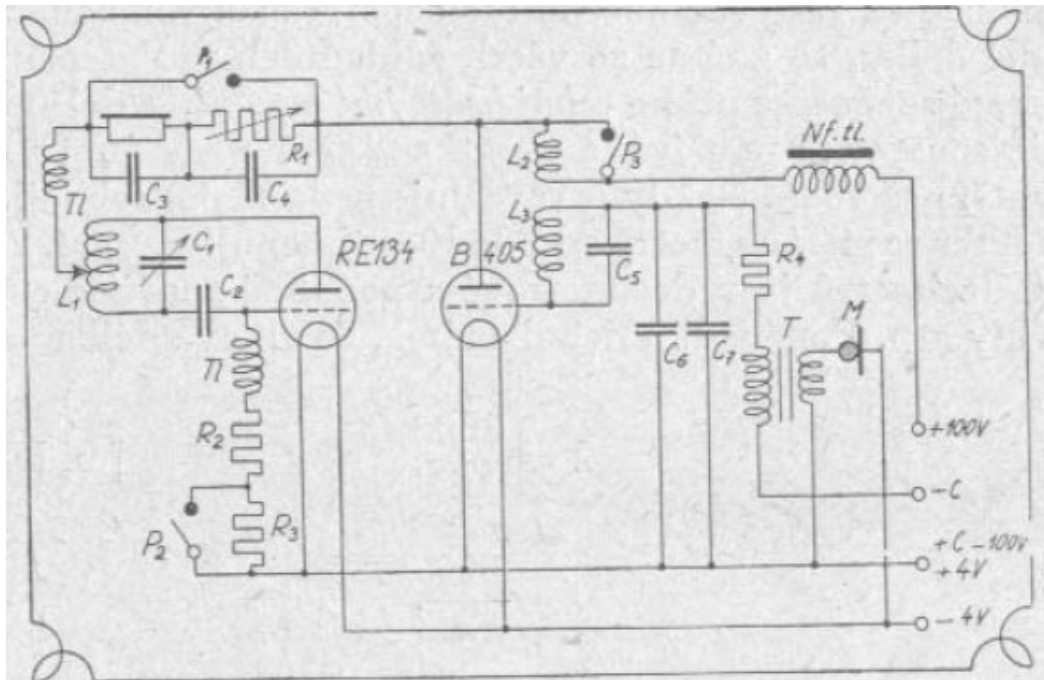 P1
R1
C3
C4
Tl
L1
C1
C2
RE134
B 405
L2
P3
Nf. tl.
L3
C5
C6
C7
R4
T
M
Tl
R2
R3
P2
+100V
-C
+C -100V
+4V
-4V